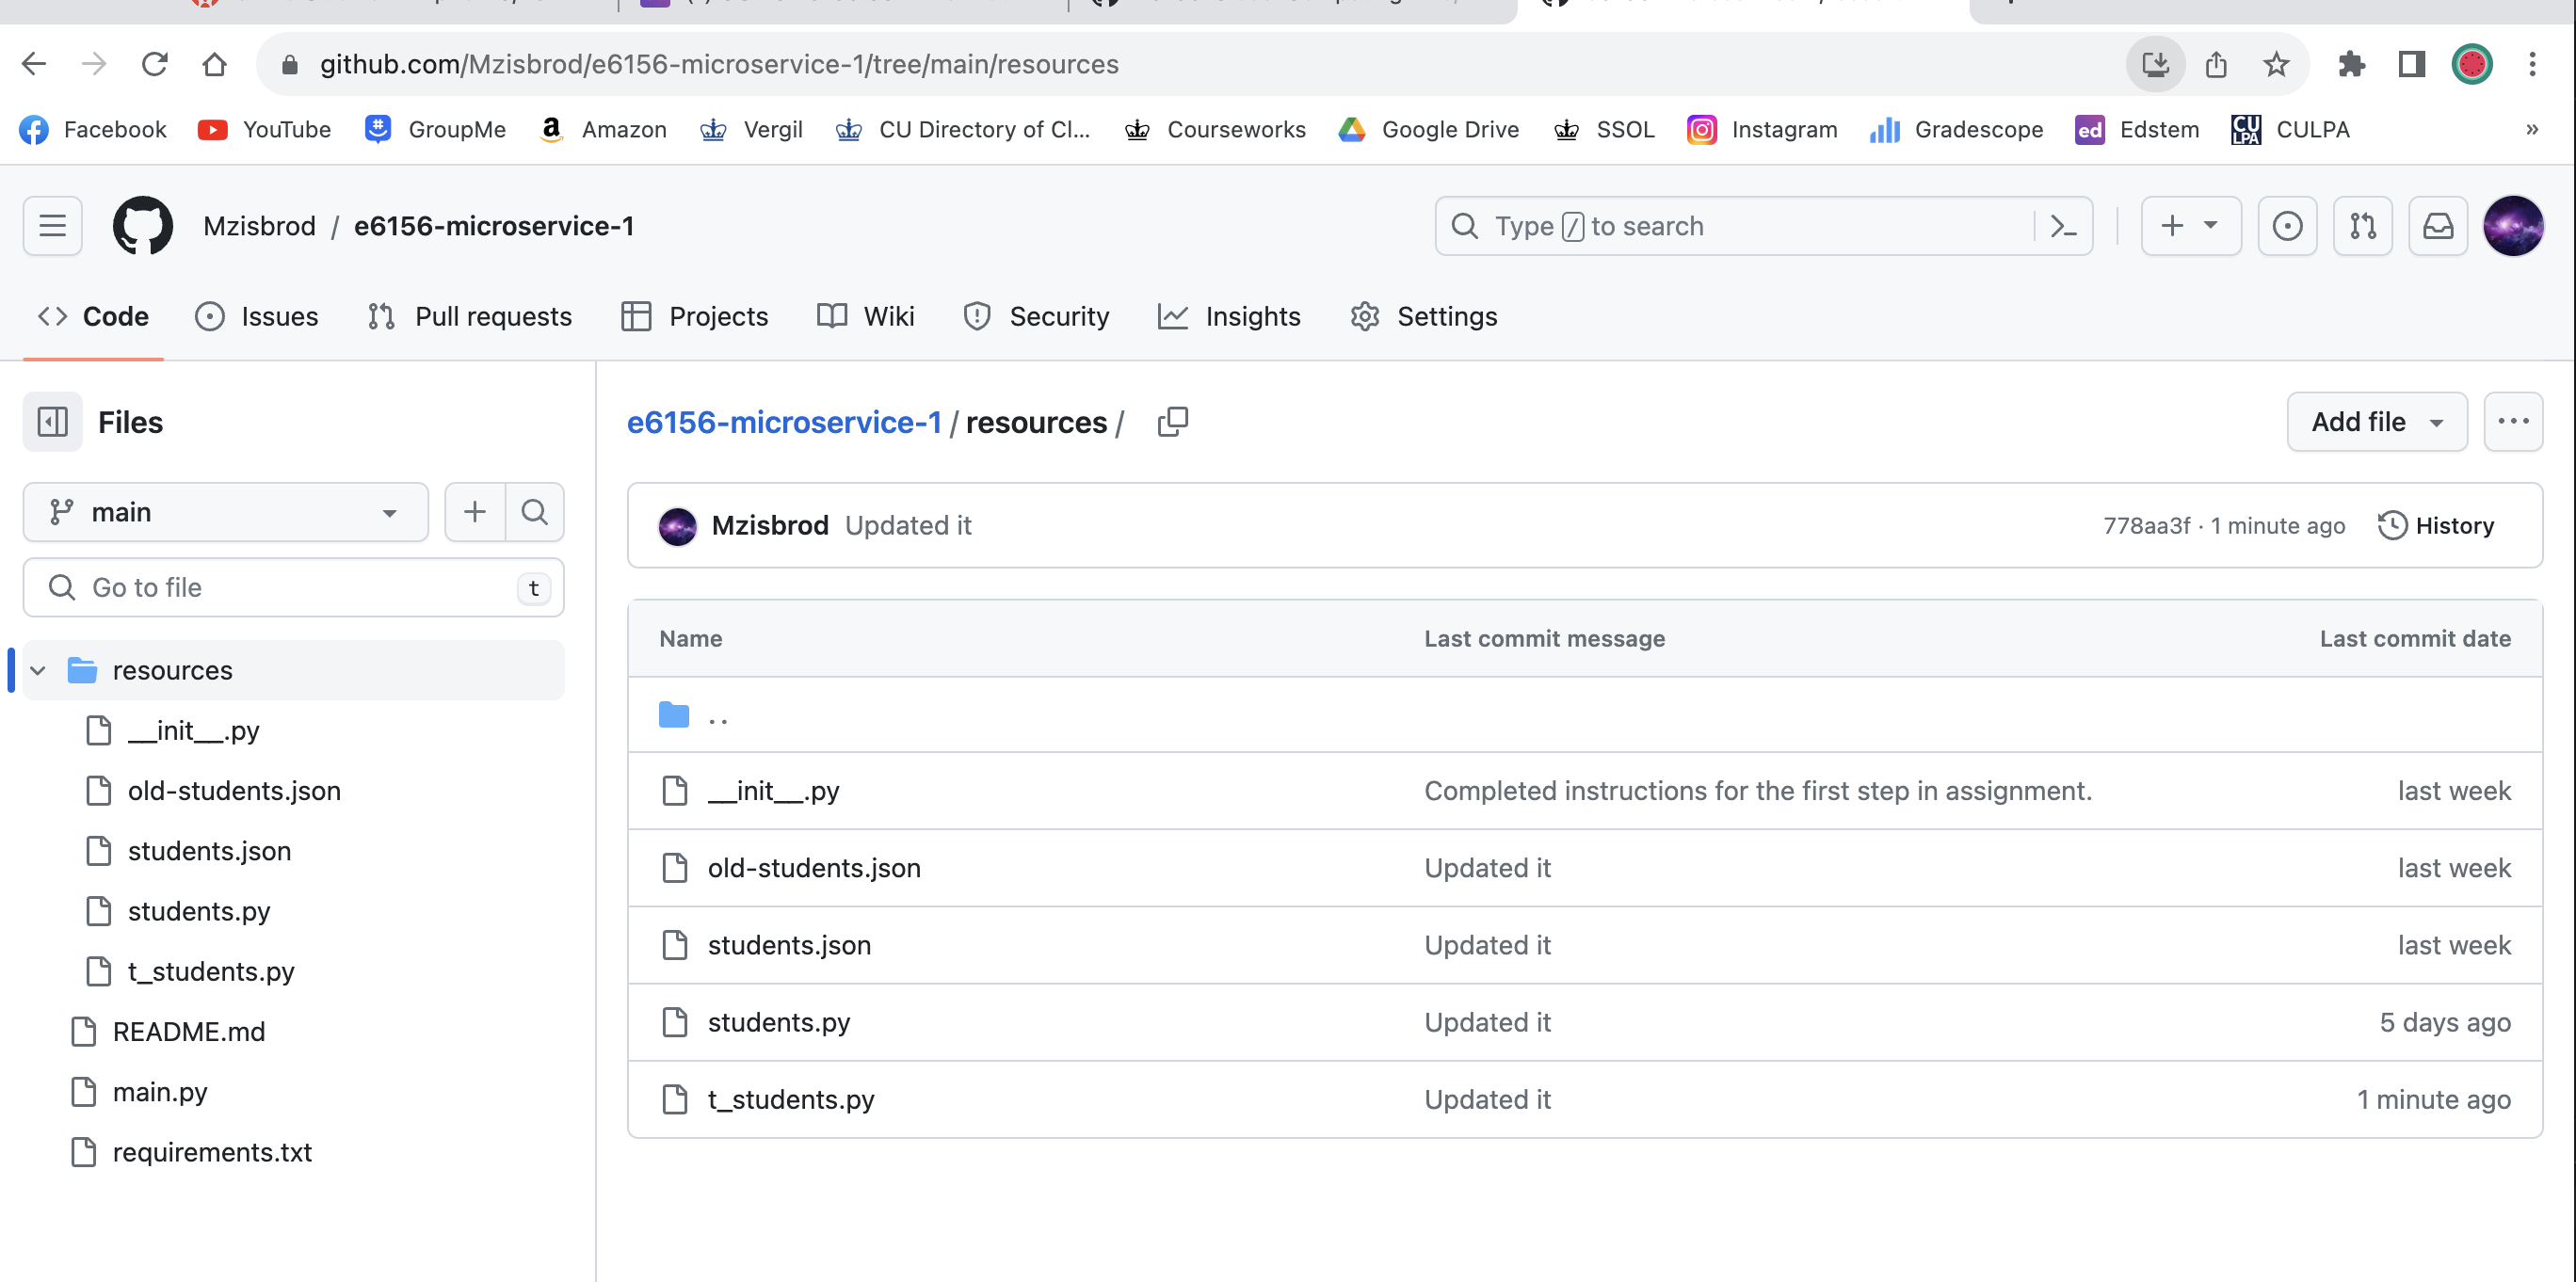 github.com/Mzisbrod/e6156-microservice-1/tree/main/resources
Facebook YouTube GroupMe Amazon Vergil CU Directory of Cl... Courseworks Google Drive SSOL Instagram Gradescope ed Edstem CULPA CULPA »
Mzisbrod / e6156-microservice-1 Type / to search
Code Issues Pull requests Projects Wiki Security Insights Settings
Files
main
Go to file t
resources
__init__.py
old-students.json
students.json
students.py
t_students.py
README.md
main.py
requirements.txt
e6156-microservice-1 / resources / Add file
Mzisbrod Updated it 778aa3f · 1 minute ago History
Name Last commit message Last commit date
..
__init__.py Completed instructions for the first step in assignment. last week
old-students.json Updated it last week
students.json Updated it last week
students.py Updated it 5 days ago
t_students.py Updated it 1 minute ago